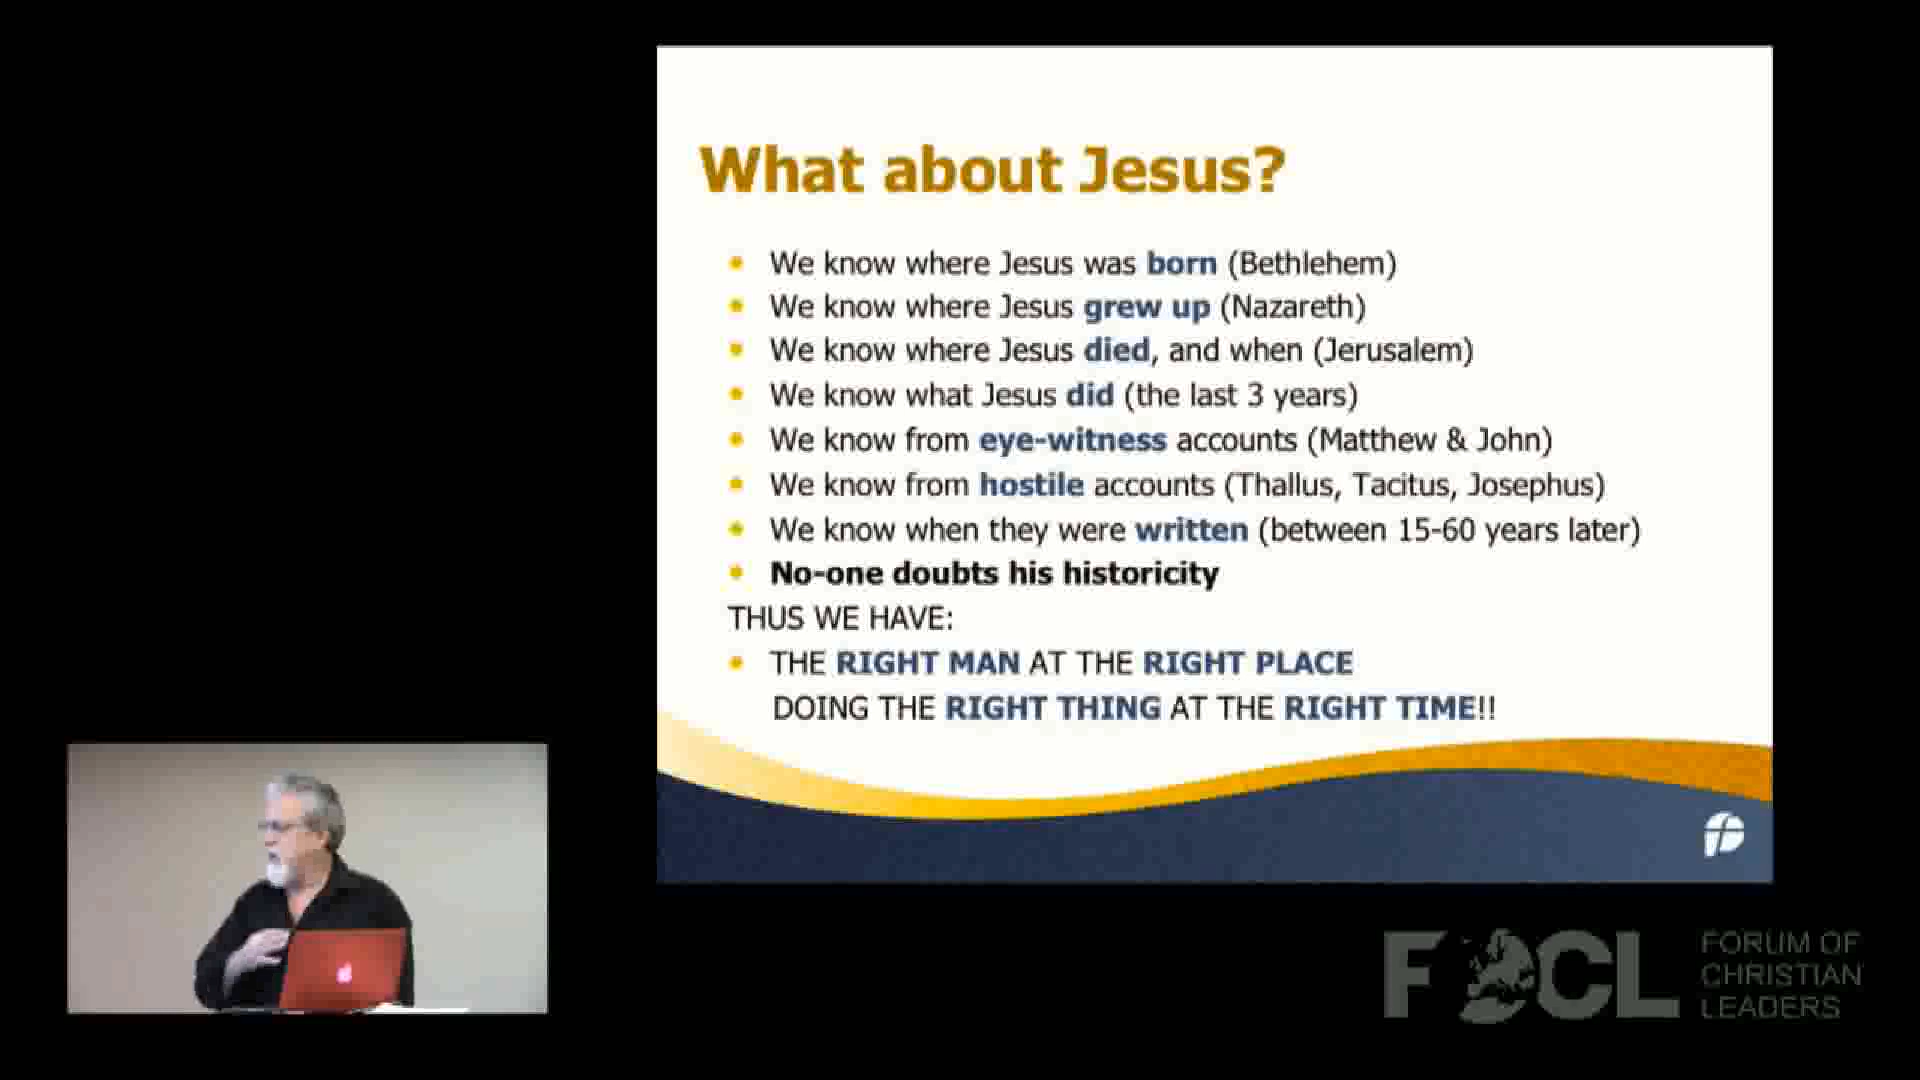 What about Jesus?
• We know where Jesus was born (Bethlehem)
• We know where Jesus grew up (Nazareth)
• We know where Jesus died, and when (Jerusalem)
• We know what Jesus did (the last 3 years)
• We know from eye-witness accounts (Matthew & John)
• We know from hostile accounts (Thallus, Tacitus, Josephus)
• We know when they were written (between 15-60 years later)
• No-one doubts his historicity
THUS WE HAVE:
• THE RIGHT MAN AT THE RIGHT PLACE
DOING THE RIGHT THING AT THE RIGHT TIME!!
FOCL
FORUM OF
CHRISTIAN
LEADERS